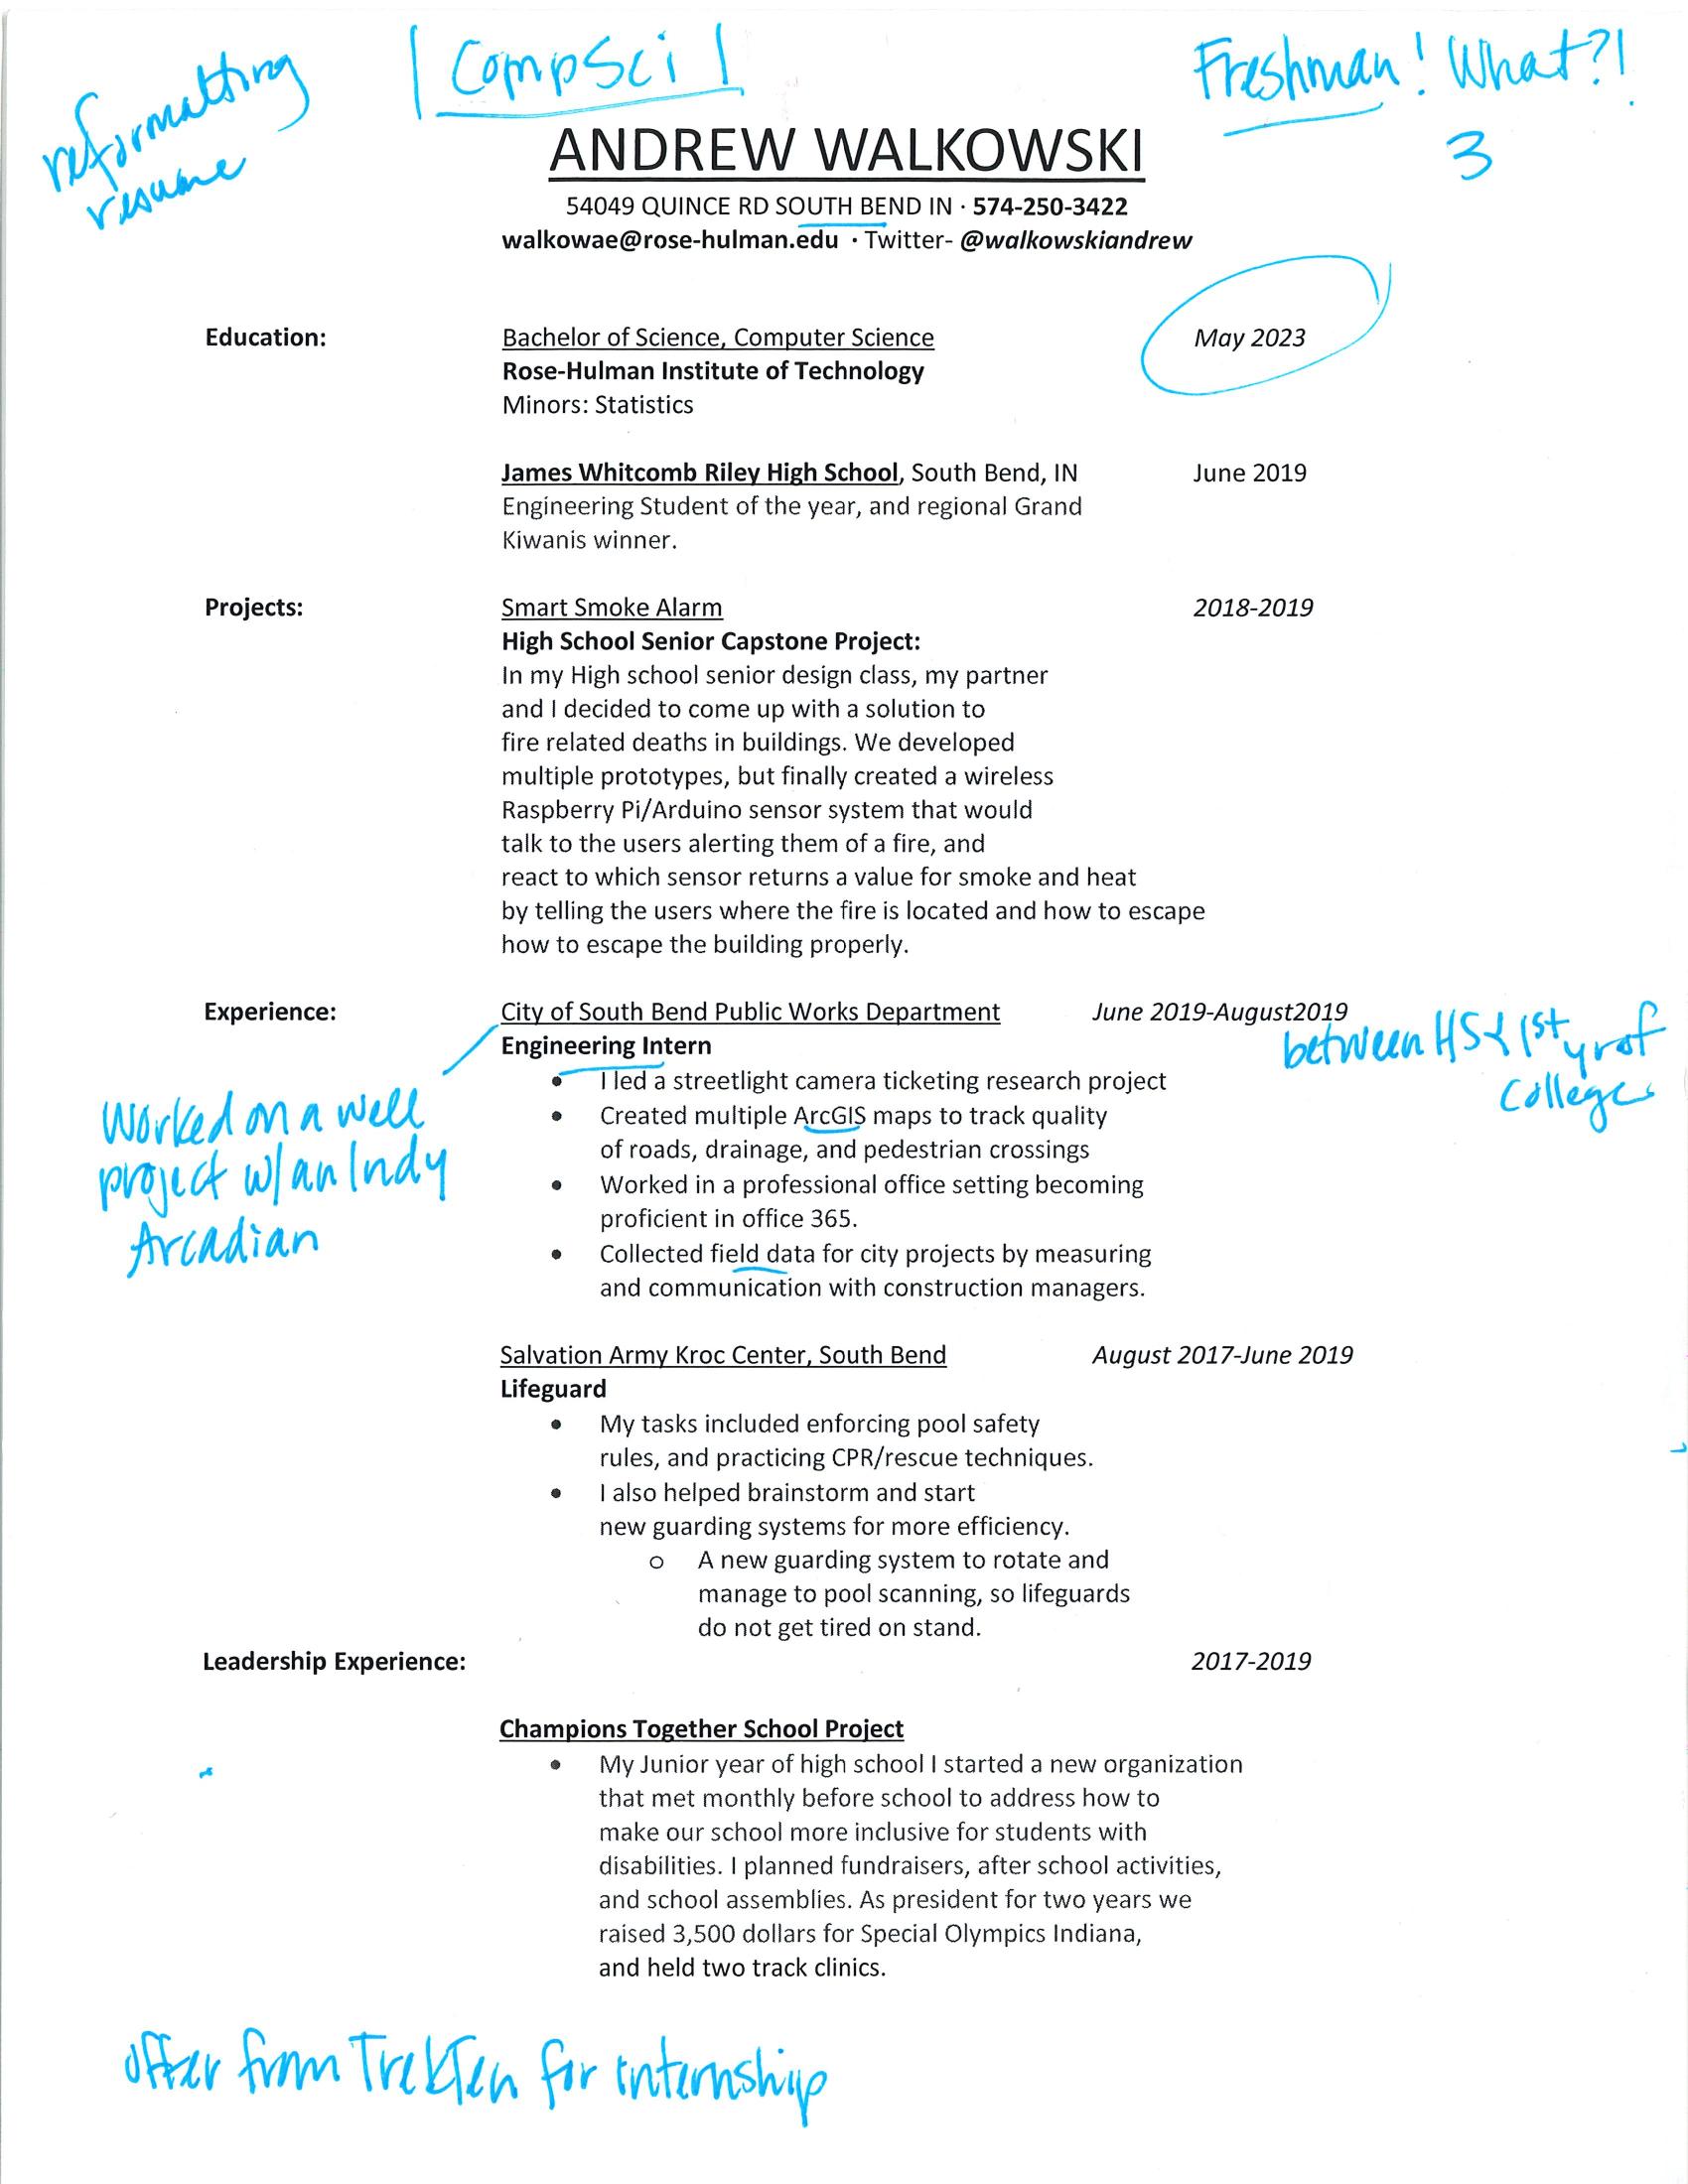 reformatting
resume
CompSci
Freshman! What?!
3
ANDREW WALKOWSKI
54049 QUINCE RD SOUTH BEND IN · 574-250-3422
walkowae@rose-hulman.edu · Twitter- @walkowskiandrew
Education:
Bachelor of Science, Computer Science
May 2023
Rose-Hulman Institute of Technology
Minors: Statistics
James Whitcomb Riley High School, South Bend, IN
June 2019
Engineering Student of the year, and regional Grand
Kiwanis winner.
Projects:
Smart Smoke Alarm
2018-2019
High School Senior Capstone Project:
In my High school senior design class, my partner
and I decided to come up with a solution to
fire related deaths in buildings. We developed
multiple prototypes, but finally created a wireless
Raspberry Pi/Arduino sensor system that would
talk to the users alerting them of a fire, and
react to which sensor returns a value for smoke and heat
by telling the users where the fire is located and how to escape
how to escape the building properly.
Experience:
City of South Bend Public Works Department
June 2019-August2019
Engineering Intern
between HS & 1st yr of
College
• I led a streetlight camera ticketing research project
• Created multiple ArcGIS maps to track quality
of roads, drainage, and pedestrian crossings
• Worked in a professional office setting becoming
proficient in office 365.
• Collected field data for city projects by measuring
and communication with construction managers.
Worked on a well
project w/an Indy
Arcadian
Salvation Army Kroc Center, South Bend
August 2017-June 2019
Lifeguard
• My tasks included enforcing pool safety
rules, and practicing CPR/rescue techniques.
• I also helped brainstorm and start
new guarding systems for more efficiency.
o A new guarding system to rotate and
manage to pool scanning, so lifeguards
do not get tired on stand.
Leadership Experience:
2017-2019
Champions Together School Project
• My Junior year of high school I started a new organization
that met monthly before school to address how to
make our school more inclusive for students with
disabilities. I planned fundraisers, after school activities,
and school assemblies. As president for two years we
raised 3,500 dollars for Special Olympics Indiana,
and held two track clinics.
offer from TrekTen for internship